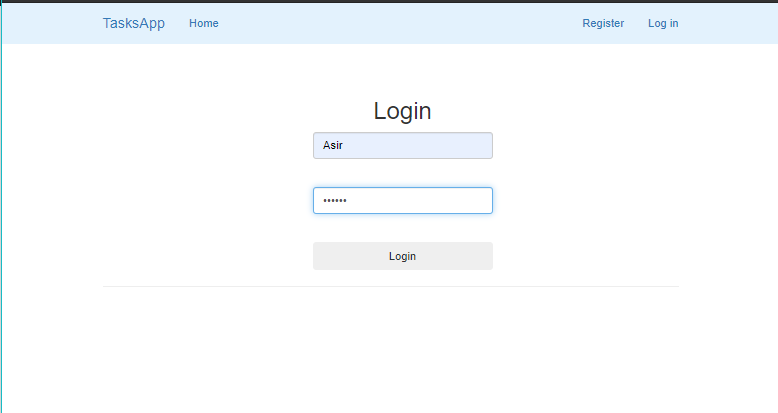 TasksApp Home Register Log in
Login
Asir
••••••
Login